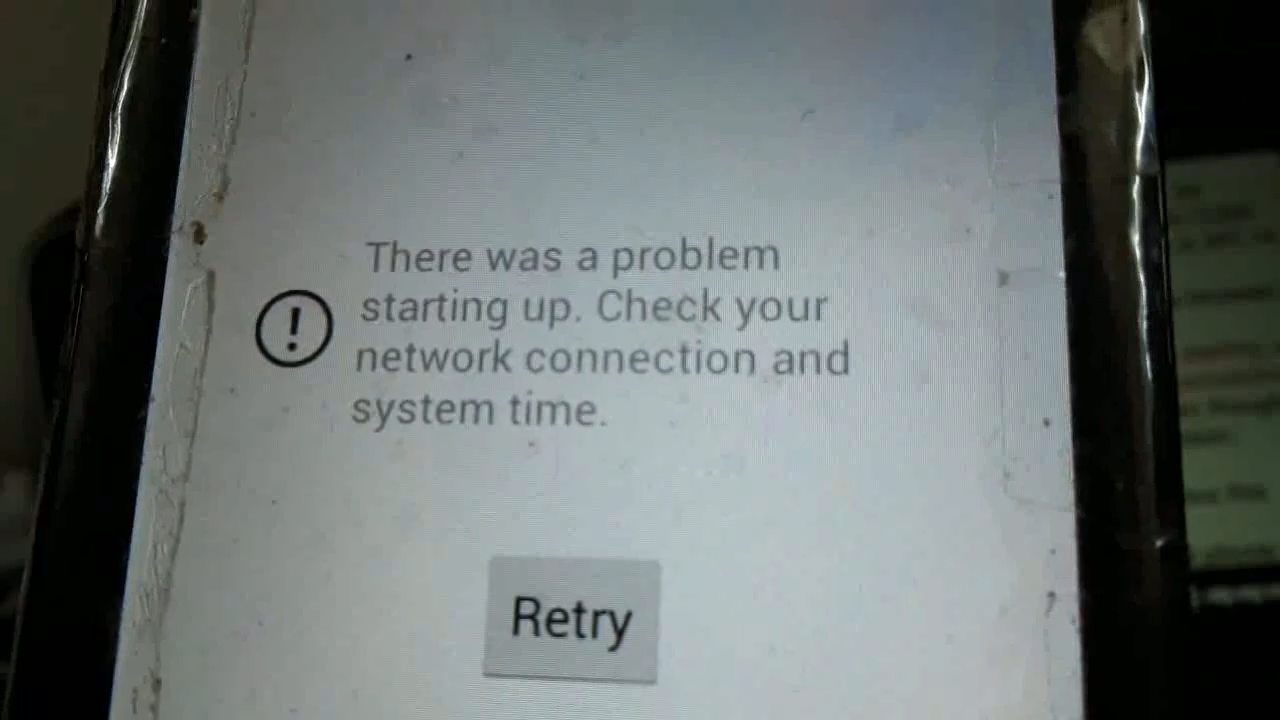 There was a problem
starting up. Check your
network connection and
system time.
Retry